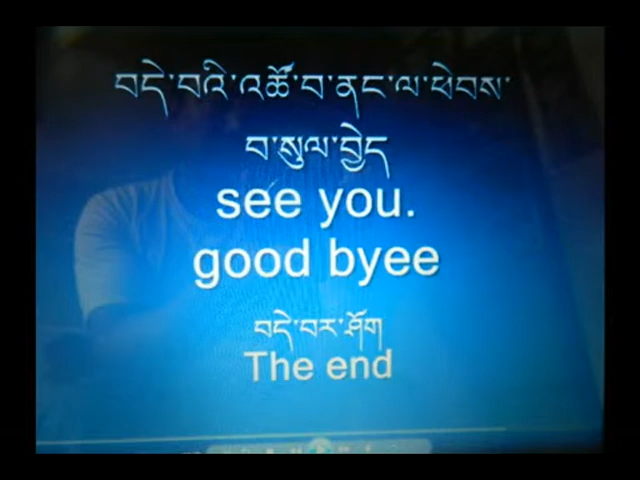 བདེ་བའི་འཚོ་བ་ནང་ལ་ཕེབས་
བ་སུལ་བྱེད
see you.
good byee
བདེ་བར་ཤོག
The end